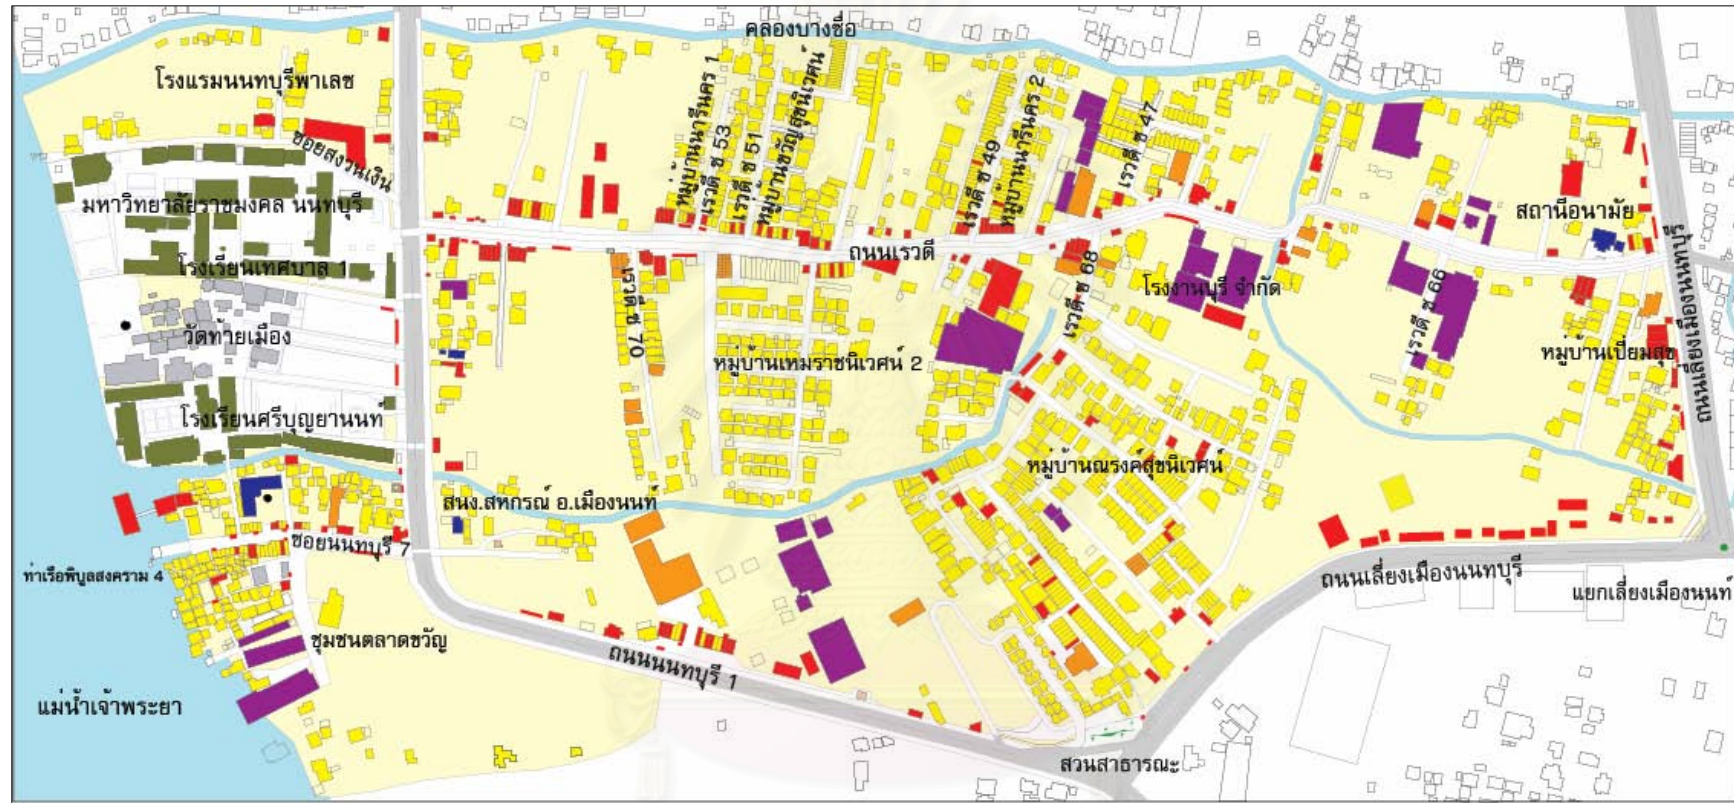 คลองบางซื่อ
โรงแรมนนทบุรีพาเลซ
ซอยสงวนเงิน
หมู่บ้านนารีนคร 1
เรวดี ซ 53
เรวดี ซ 51
หมู่บ้านขวัญสุขนิเวศน์
เรวดี ซ 49
หมู่บ้านนารีนคร 2
เรวดี ซ 47
มหาวิทยาลัยราชมงคล นนทบุรี
สถานีอนามัย
ถนนเลี่ยงเมืองนนทบุรี
ถนนเรวดี
โรงเรียนเทศบาล 1
เรวดี ซ 70
เรวดี ซ 68
โรงงานบุรี จำกัด
เรวดี ซ 66
วัดท้ายเมือง
หมู่บ้านเหมราชนิเวศน์ 2
หมู่บ้านเปี่ยมสุข
โรงเรียนศรีบุญยานนท์
หมู่บ้านณรงค์สุขนิเวศน์
สนง.สหกรณ์ อ.เมืองนนท์
ซอยนนทบุรี 7
ท่าเรือพิบูลสงคราม 4
ถนนเลี่ยงเมืองนนทบุรี
แยกเลี่ยงเมืองนนท์
ชุมชนตลาดขวัญ
ถนนนนทบุรี 1
แม่น้ำเจ้าพระยา
สวนสาธารณะ